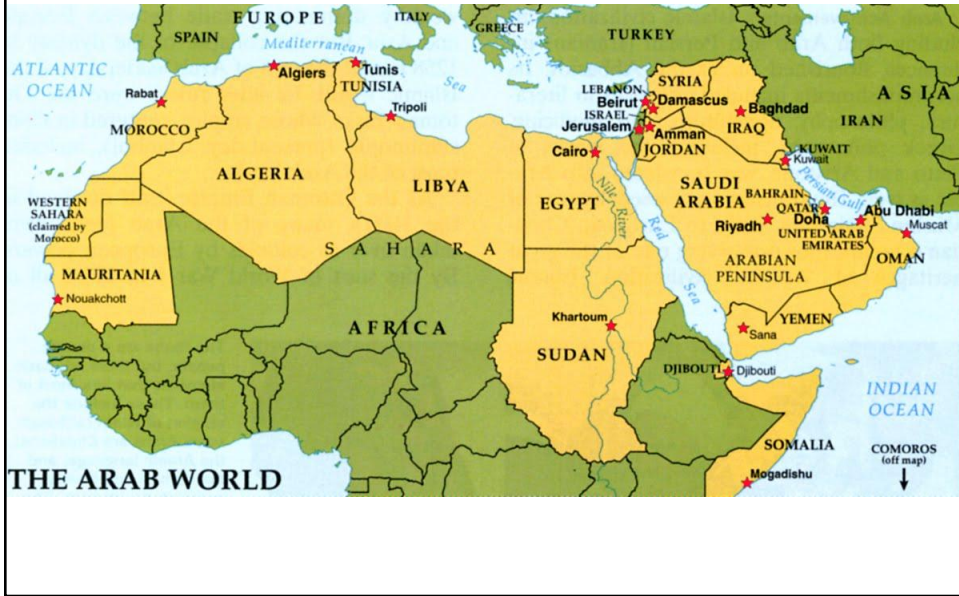 EUROPE
ITALY
SPAIN
GREECE
TURKEY
Mediterranean
Sea
ATLANTIC
OCEAN
ASIA
Algiers
Tunis
TUNISIA
Rabat
Tripoli
MOROCCO
SYRIA
LEBANON
Beirut
Damascus
ISRAEL
Jerusalem
Amman
JORDAN
Baghdad
IRAQ
IRAN
Cairo
KUWAIT
Kuwait
ALGERIA
LIBYA
EGYPT
Nile
River
SAUDI
ARABIA
Persian Gulf
BAHRAIN
QATAR
Doha
Abu Dhabi
Riyadh
UNITED ARAB
EMIRATES
Muscat
OMAN
WESTERN
SAHARA
(claimed by
Morocco)
Red
Sea
SAHARA
MAURITANIA
Nouakchott
ARABIAN
PENINSULA
AFRICA
Khartoum
SUDAN
YEMEN
Sana
DJIBOUTI
Djibouti
INDIAN
OCEAN
SOMALIA
COMOROS
(off map)
Mogadishu
THE ARAB WORLD